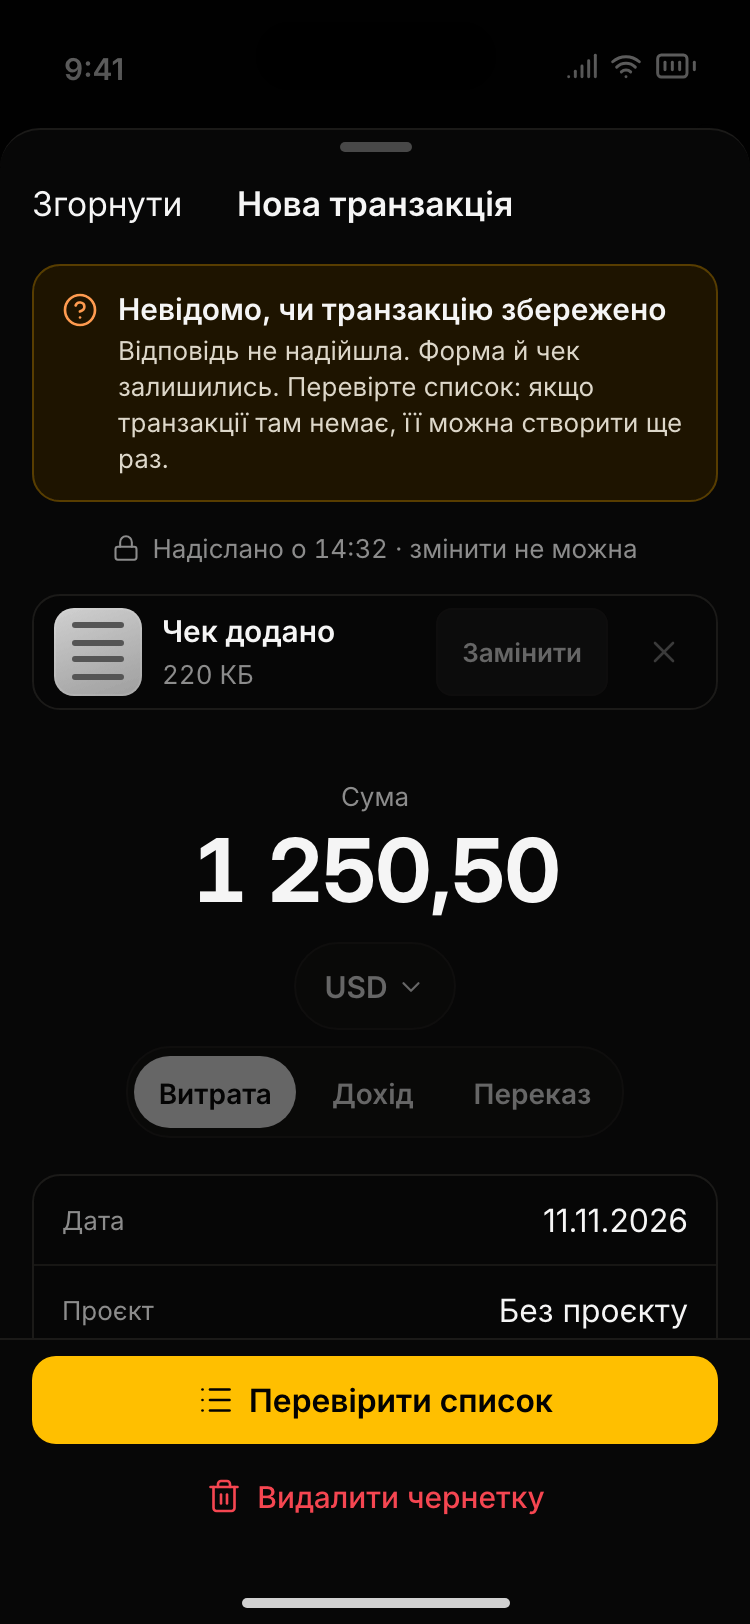 9:41
Згорнути
Нова транзакція
Невідомо, чи транзакцію збережено
Відповідь не надійшла. Форма й чек
залишились. Перевірте список: якщо
транзакції там немає, її можна створити ще
раз.
Надіслано о 14:32 · змінити не можна
Чек додано
220 КБ
Замінити
Сума
1 250,50
USD
Витрата
Дохід
Переказ
Дата
11.11.2026
Проєкт
Без проєкту
Перевірити список
Видалити чернетку